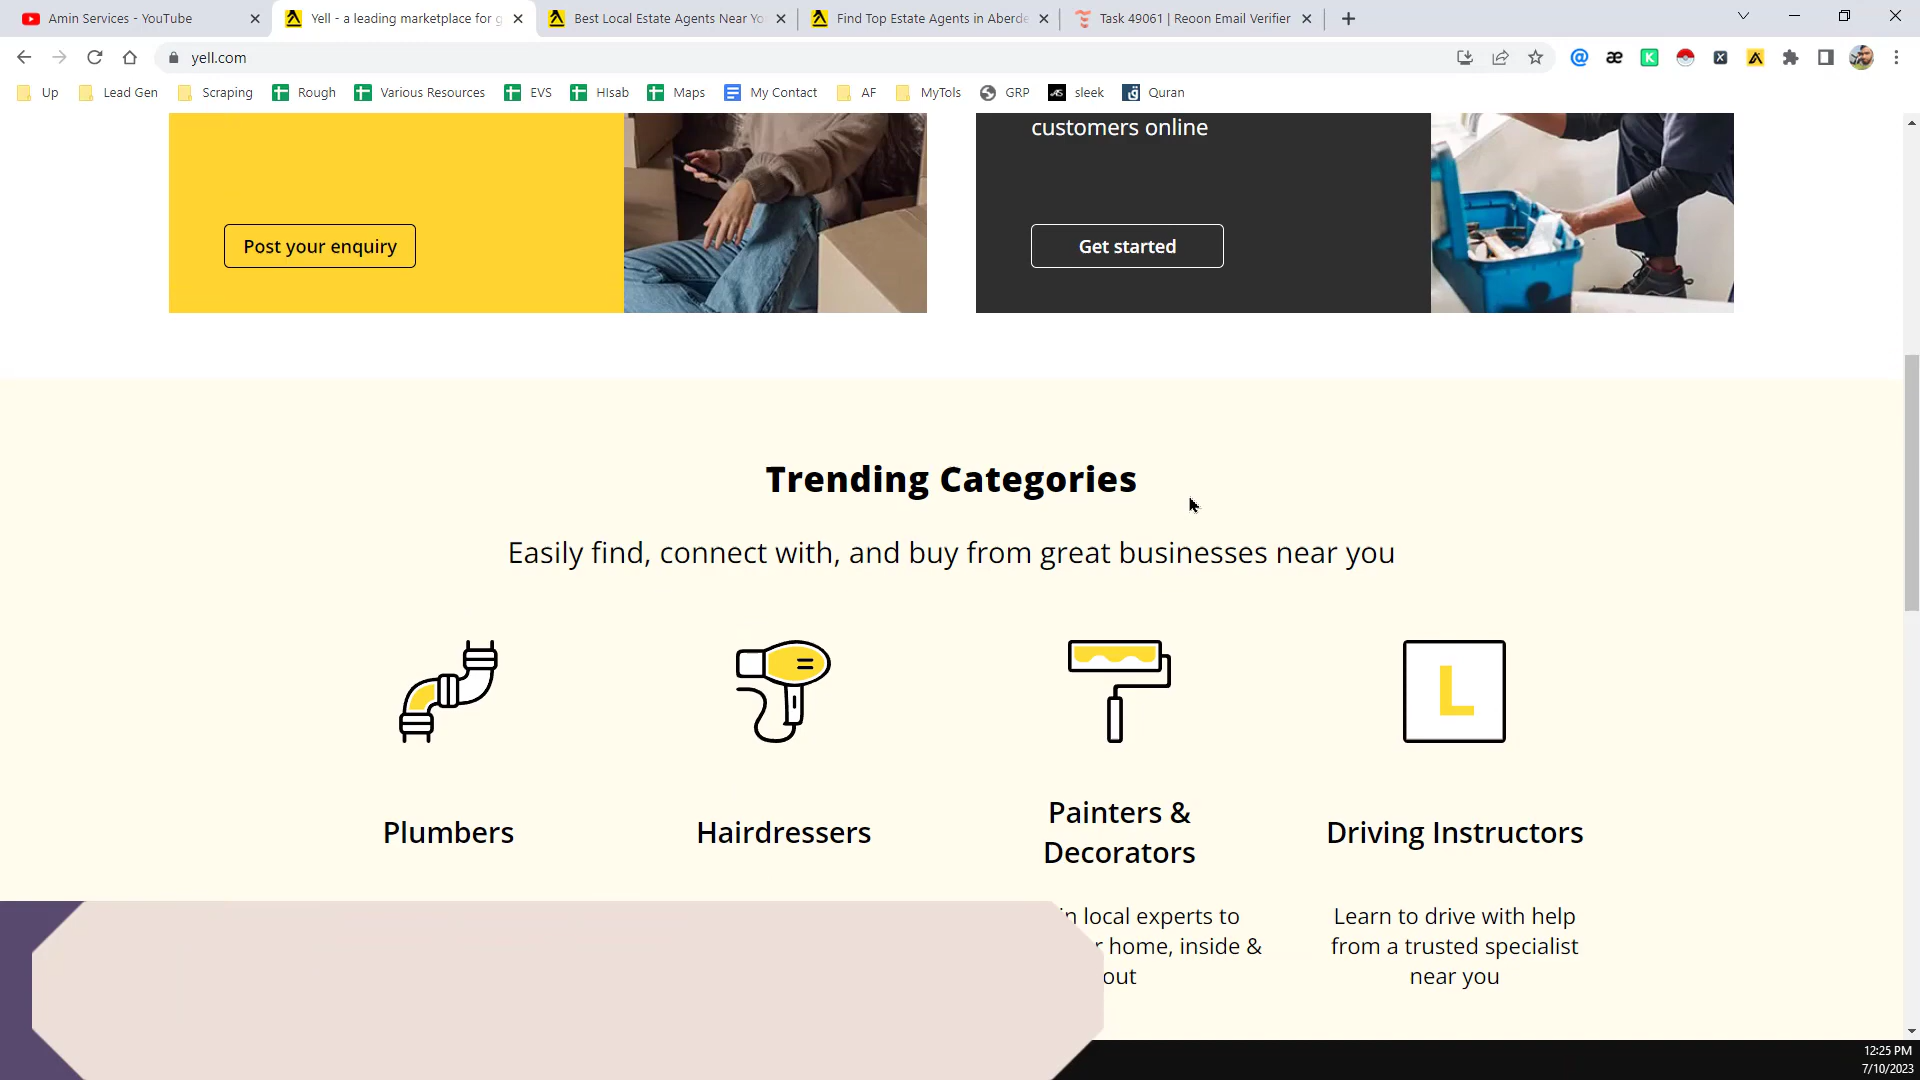 Amin Services - YouTube
Yell - a leading marketplace for g
Best Local Estate Agents Near Yo
Find Top Estate Agents in Aberde
Task 49061 | Reoon Email Verifier
yell.com
Up
Lead Gen
Scraping
Rough
Various Resources
EVS
HIsab
Maps
My Contact
AF
MyTols
GRP
sleek
Quran
customers online
Post your enquiry
Get started
Trending Categories
Easily find, connect with, and buy from great businesses near you
L
Plumbers
Hairdressers
Painters &
Decorators
Driving Instructors
local experts to
home, inside &
out
Learn to drive with help
from a trusted specialist
near you
12:25 PM
7/10/2023